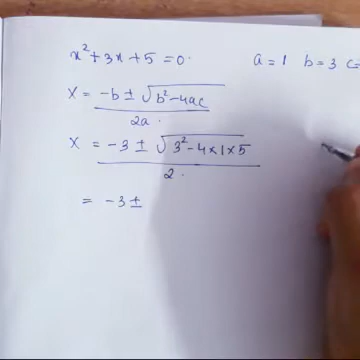 x² + 3x + 5 = 0. a = 1 b = 3 c =
x = -b ± √b² - 4ac / 2a.
x = -3 ± √3² - 4 × 1 × 5 / 2.
= -3 ±